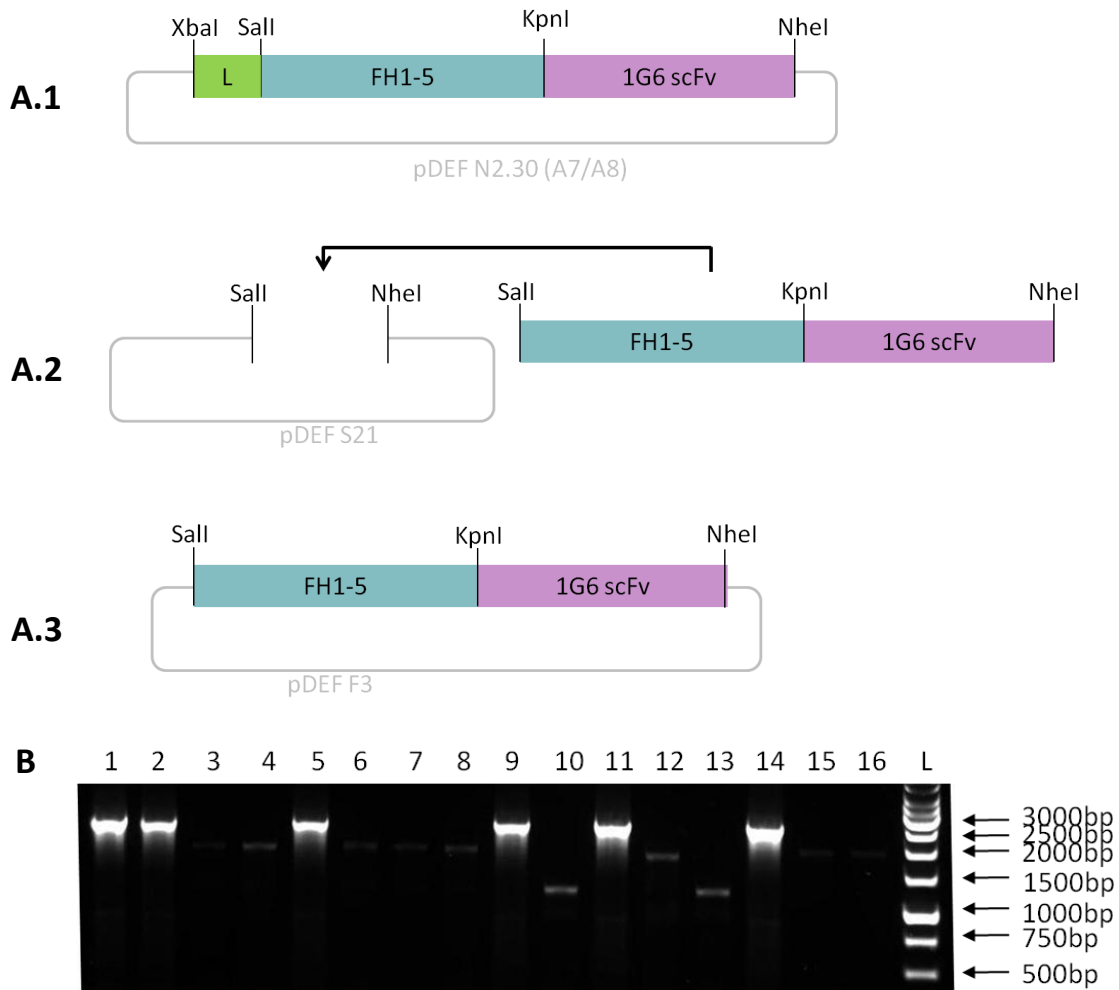 XbaI SalI KpnI NheI
A.1 L FH1-5 1G6 scFv
pDEF N2.30 (A7/A8)
SalI NheI SalI KpnI NheI
A.2 FH1-5 1G6 scFv
pDEF S21
SalI KpnI NheI
A.3 FH1-5 1G6 scFv
pDEF F3
B 1 2 3 4 5 6 7 8 9 10 11 12 13 14 15 16 L
3000bp
2500bp
2000bp
1500bp
1000bp
750bp
500bp